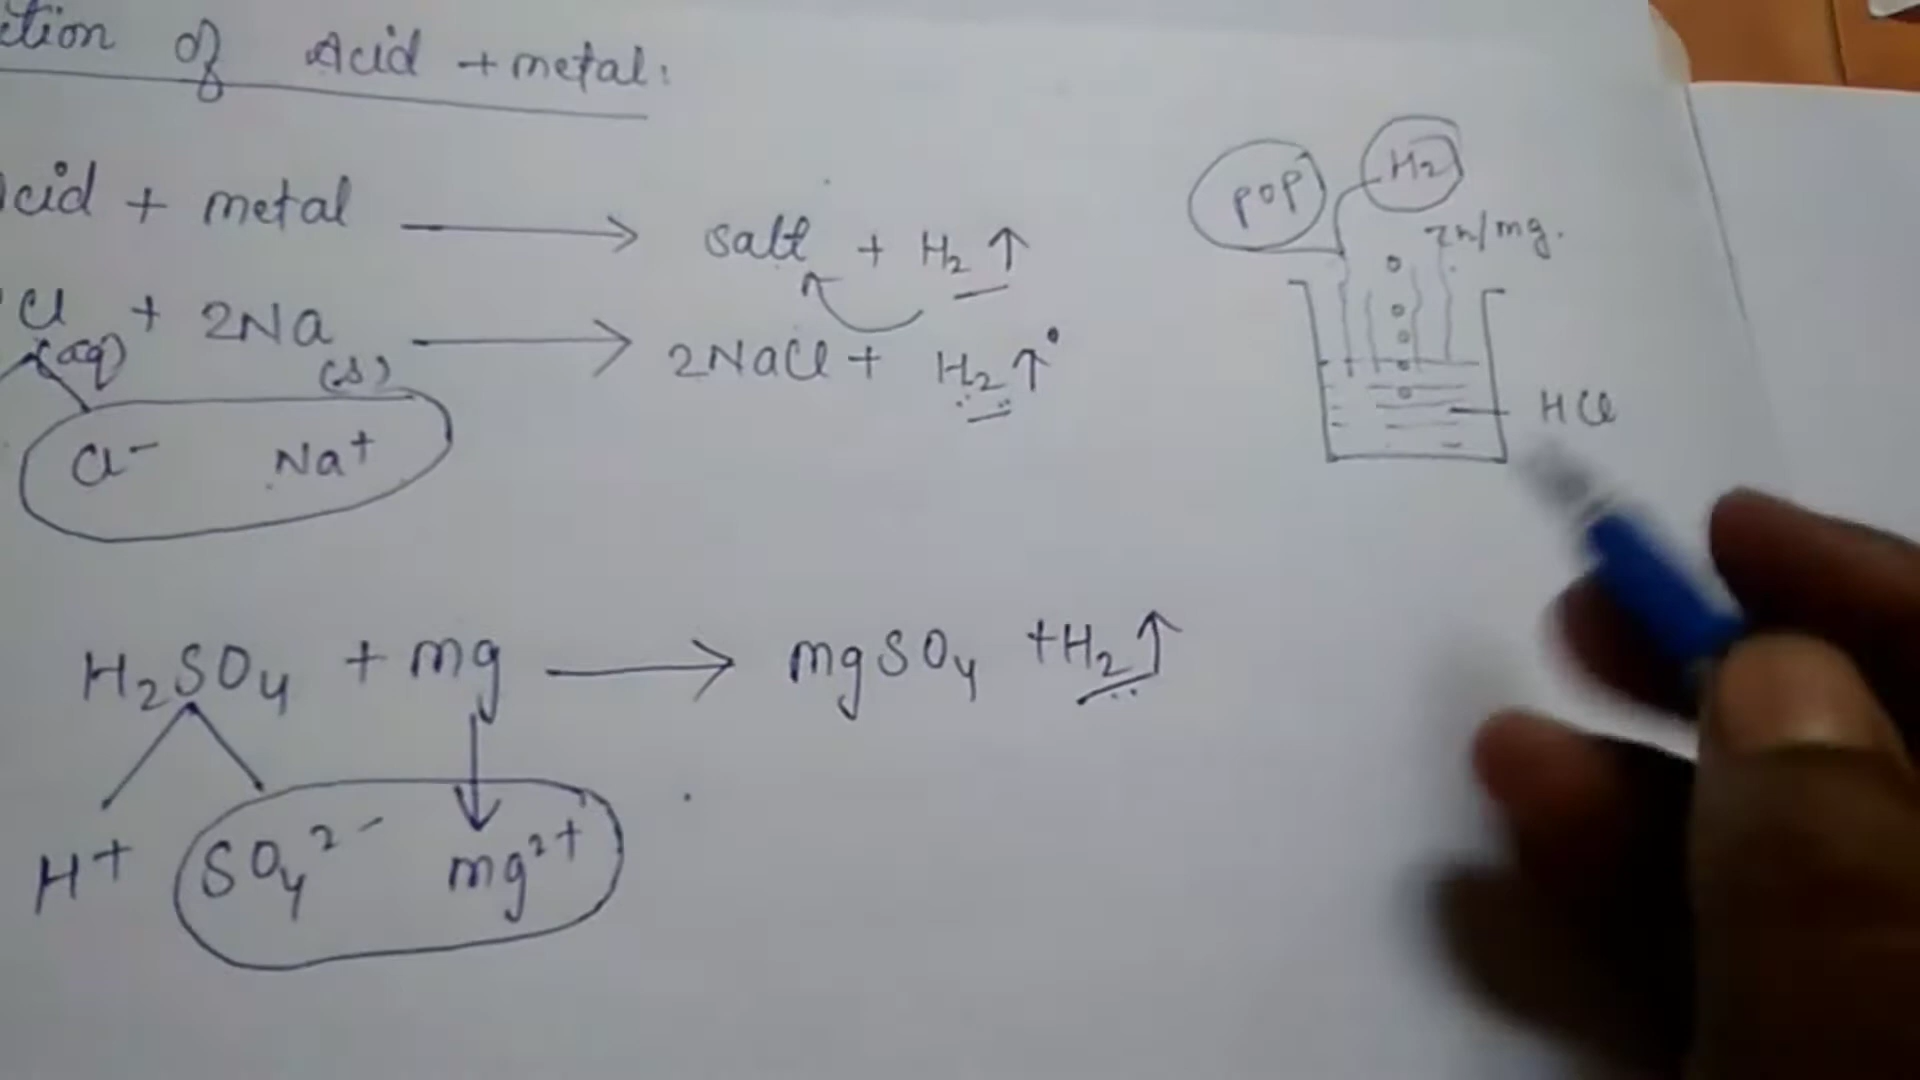 of Acid + metal:
+ metal ⟶ salt + H₂ ↑
Cl (aq) + 2Na (s) ⟶ 2NaCl + H₂ ↑
Cl⁻ Na⁺
H₂SO₄ + mg ⟶ mgSO₄ + H₂ ↑
H⁺ SO₄²⁻ mg²⁺
pop H₂
Zn/mg.
HCl